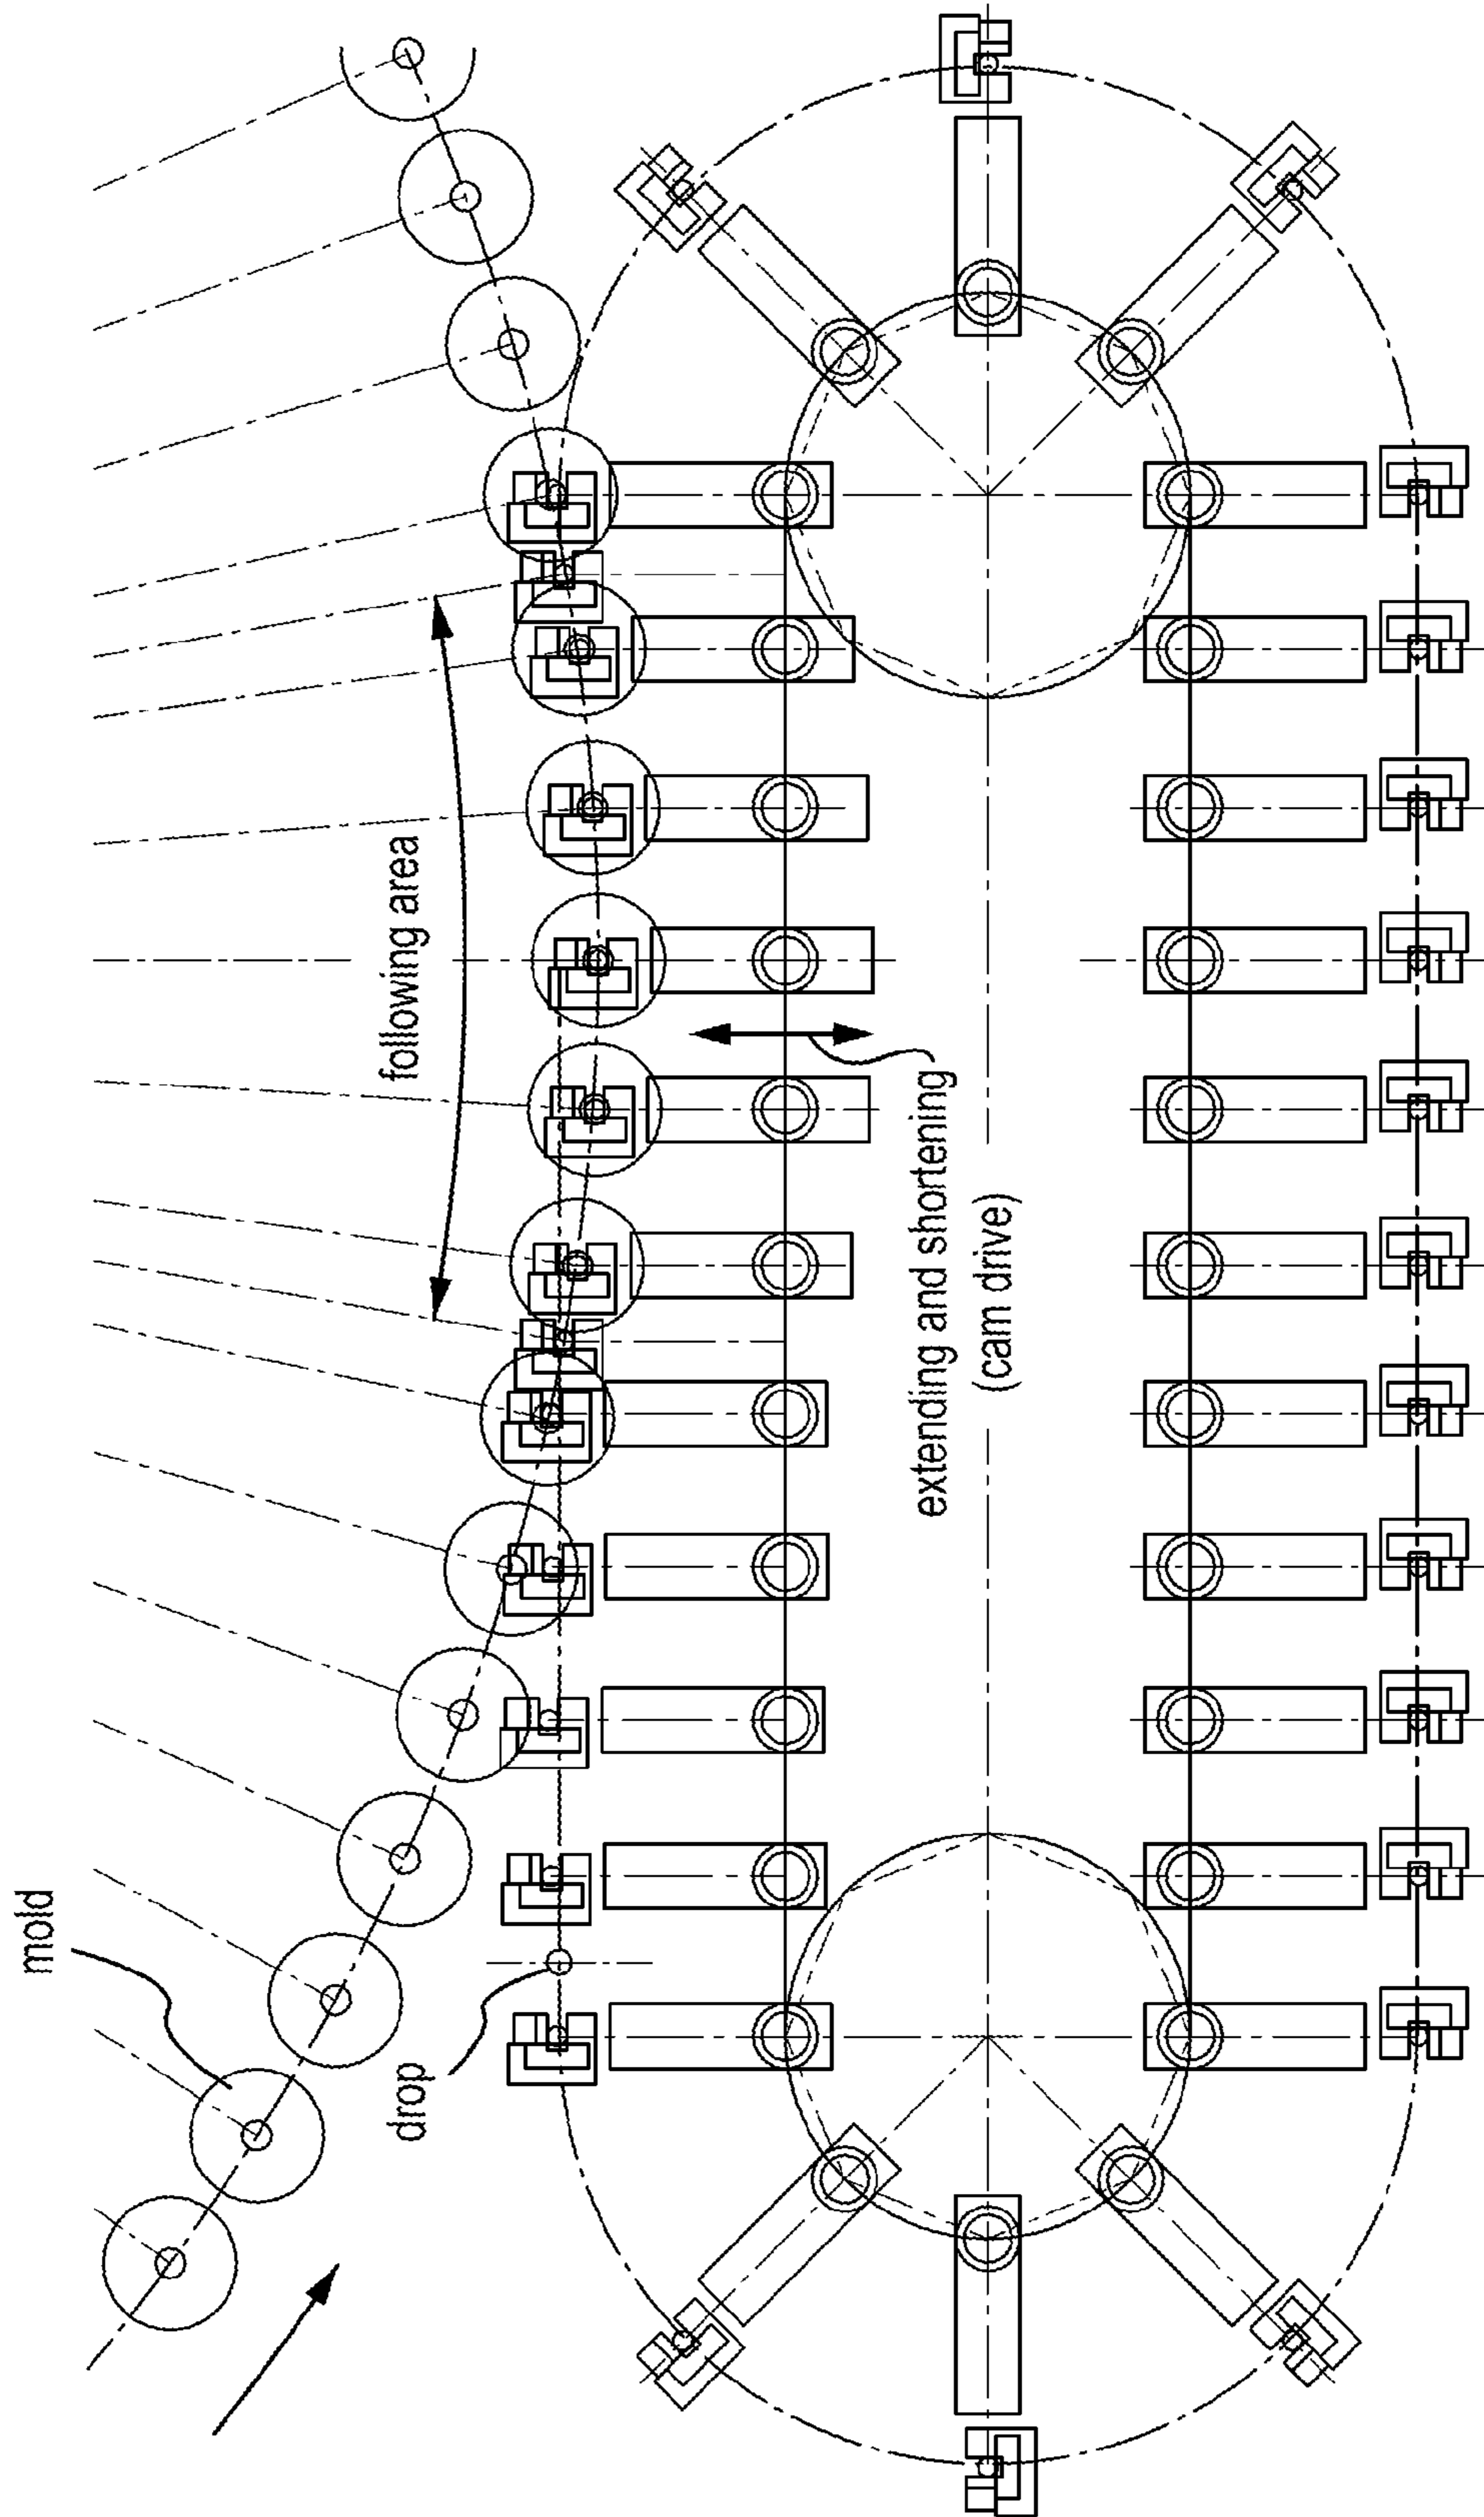 mold
drop
following area
extending and shortening
(cam drive)